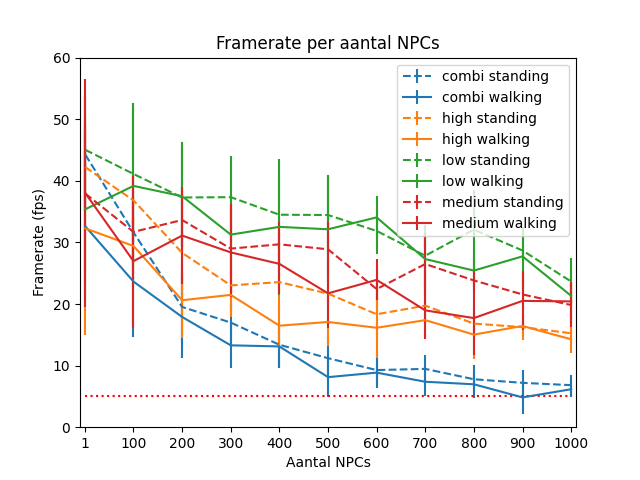 Framerate per aantal NPCs
60
50
40
30
20
10
0
Framerate (fps)
combi standing
combi walking
high standing
high walking
low standing
low walking
medium standing
medium walking
1 100 200 300 400 500 600 700 800 900 1000
Aantal NPCs